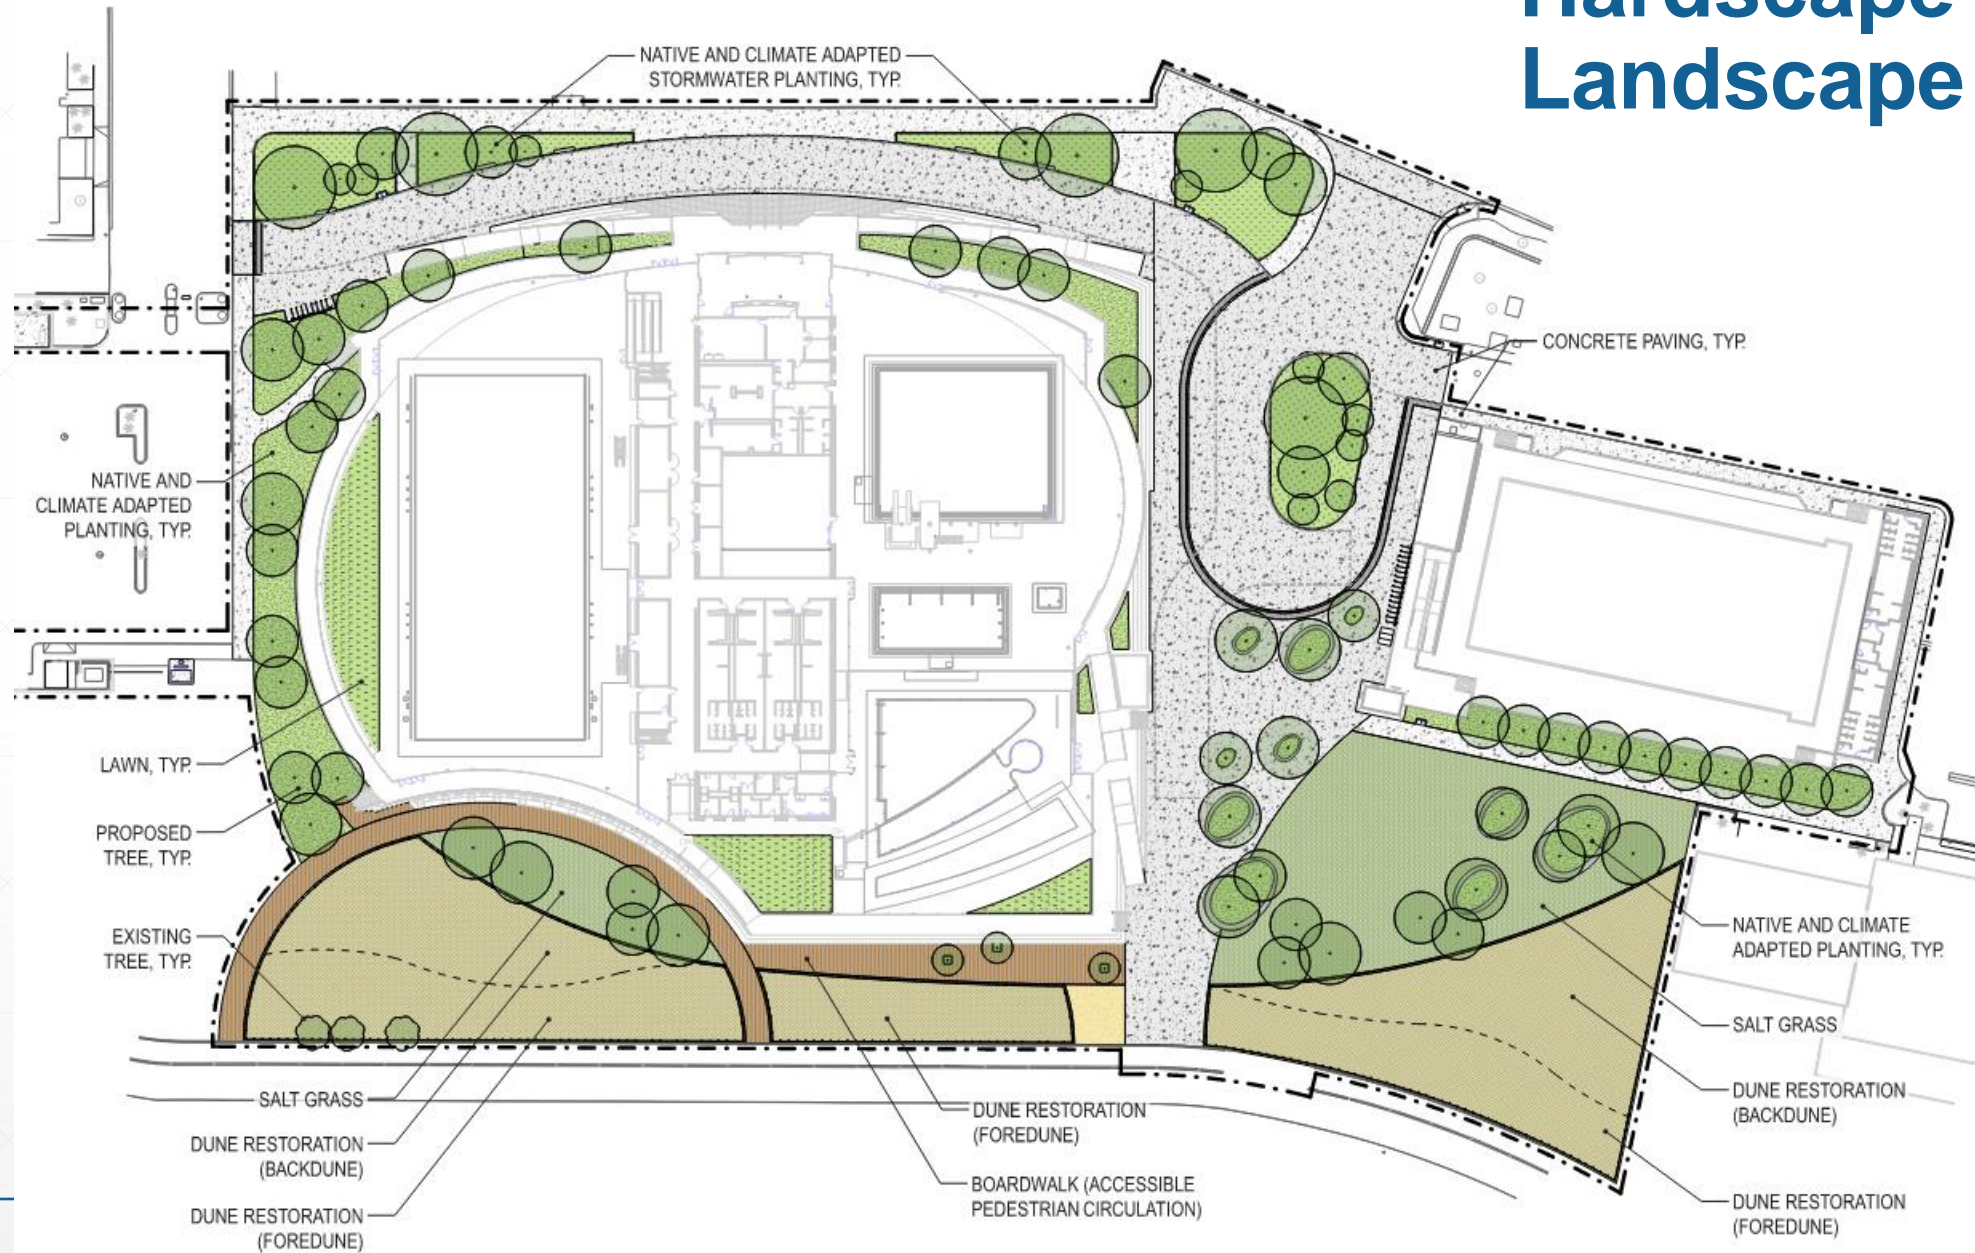 Hardscape
Landscape
NATIVE AND CLIMATE ADAPTED
STORMWATER PLANTING, TYP.
CONCRETE PAVING, TYP.
NATIVE AND
CLIMATE ADAPTED
PLANTING, TYP.
LAWN, TYP.
PROPOSED
TREE, TYP.
EXISTING
TREE, TYP.
NATIVE AND CLIMATE
ADAPTED PLANTING, TYP.
SALT GRASS
DUNE RESTORATION
(BACKDUNE)
DUNE RESTORATION
(FOREDUNE)
SALT GRASS
DUNE RESTORATION
(BACKDUNE)
DUNE RESTORATION
(FOREDUNE)
DUNE RESTORATION
(FOREDUNE)
BOARDWALK (ACCESSIBLE
PEDESTRIAN CIRCULATION)